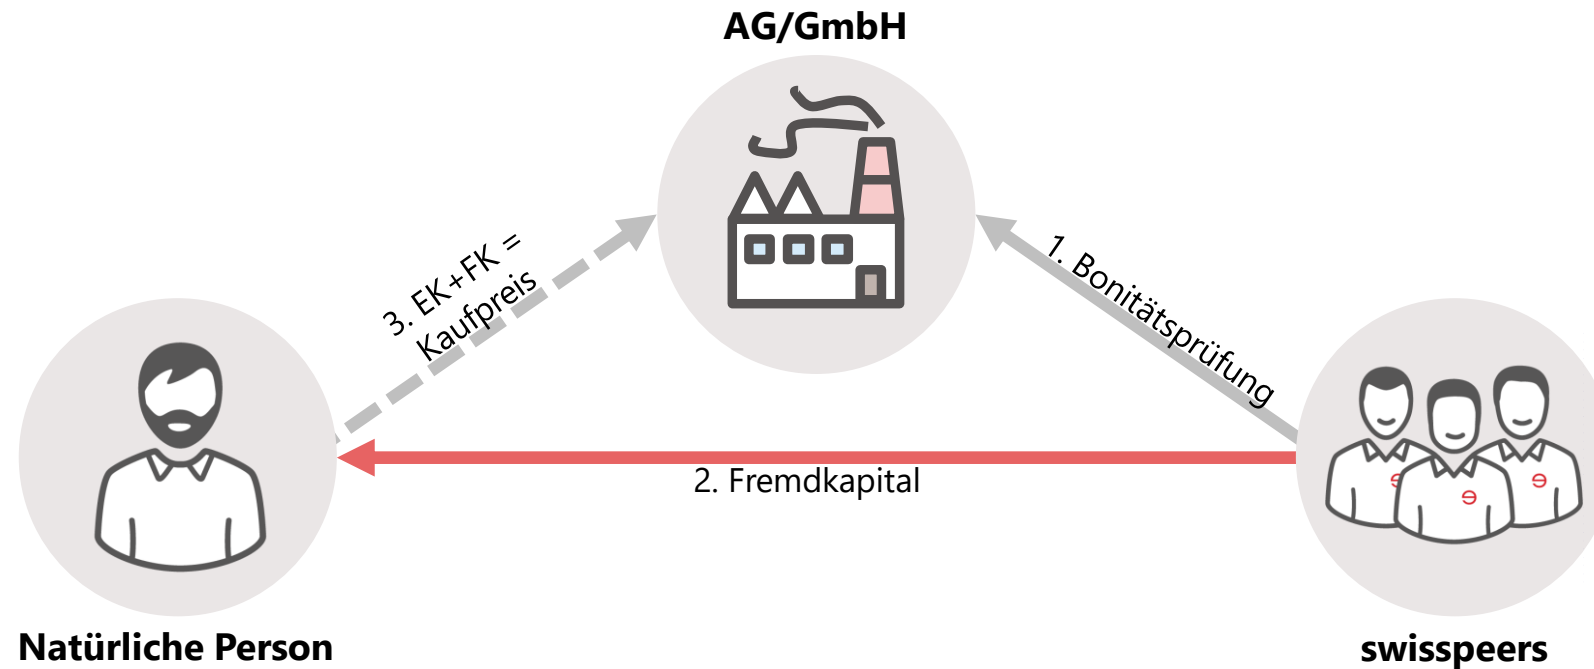 AG/GmbH
3. EK+FK =
Kaufpreis
1. Bonitätsprüfung
2. Fremdkapital
Natürliche Person
swisspeers